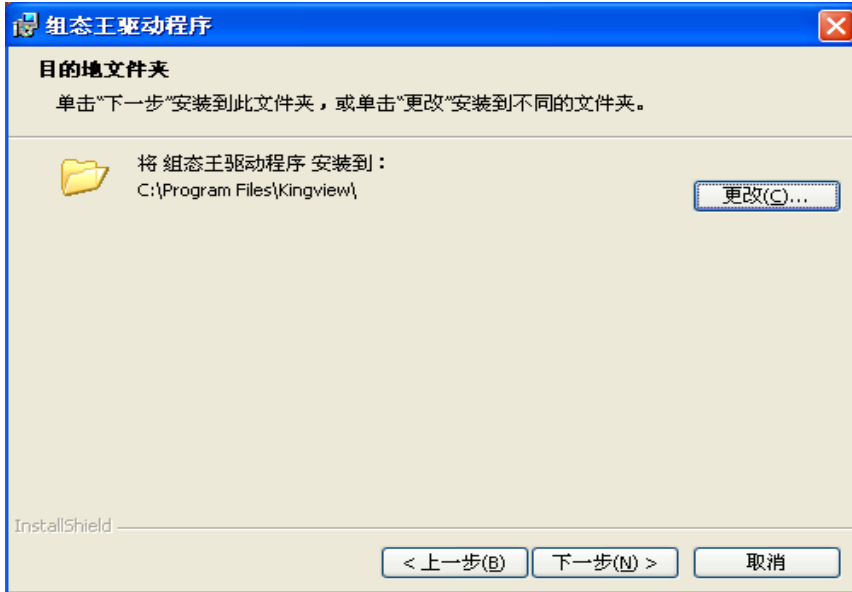 组态王驱动程序
目的地文件夹
单击“下一步”安装到此文件夹，或单击“更改”安装到不同的文件夹。
将 组态王驱动程序 安装到：
C:\Program Files\Kingview\
更改(C)...
InstallShield
< 上一步(B)
下一步(N) >
取消